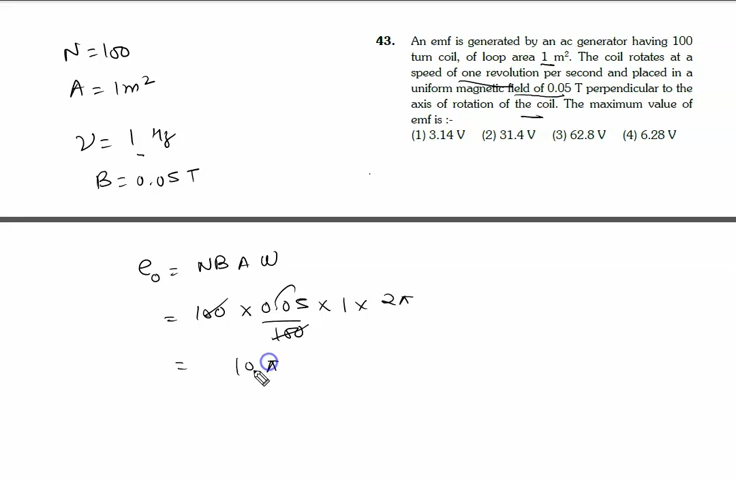 N = 100
A = 1m²
ν = 1 Hz
B = 0.05 T
43. An emf is generated by an ac generator having 100
turn coil, of loop area 1 m². The coil rotates at a
speed of one revolution per second and placed in a
uniform magnetic field of 0.05 T perpendicular to the
axis of rotation of the coil. The maximum value of
emf is :-
(1) 3.14 V (2) 31.4 V (3) 62.8 V (4) 6.28 V
e₀ = NBAω
= 100 × 0.05 × 1 × 2π
100
= 10π